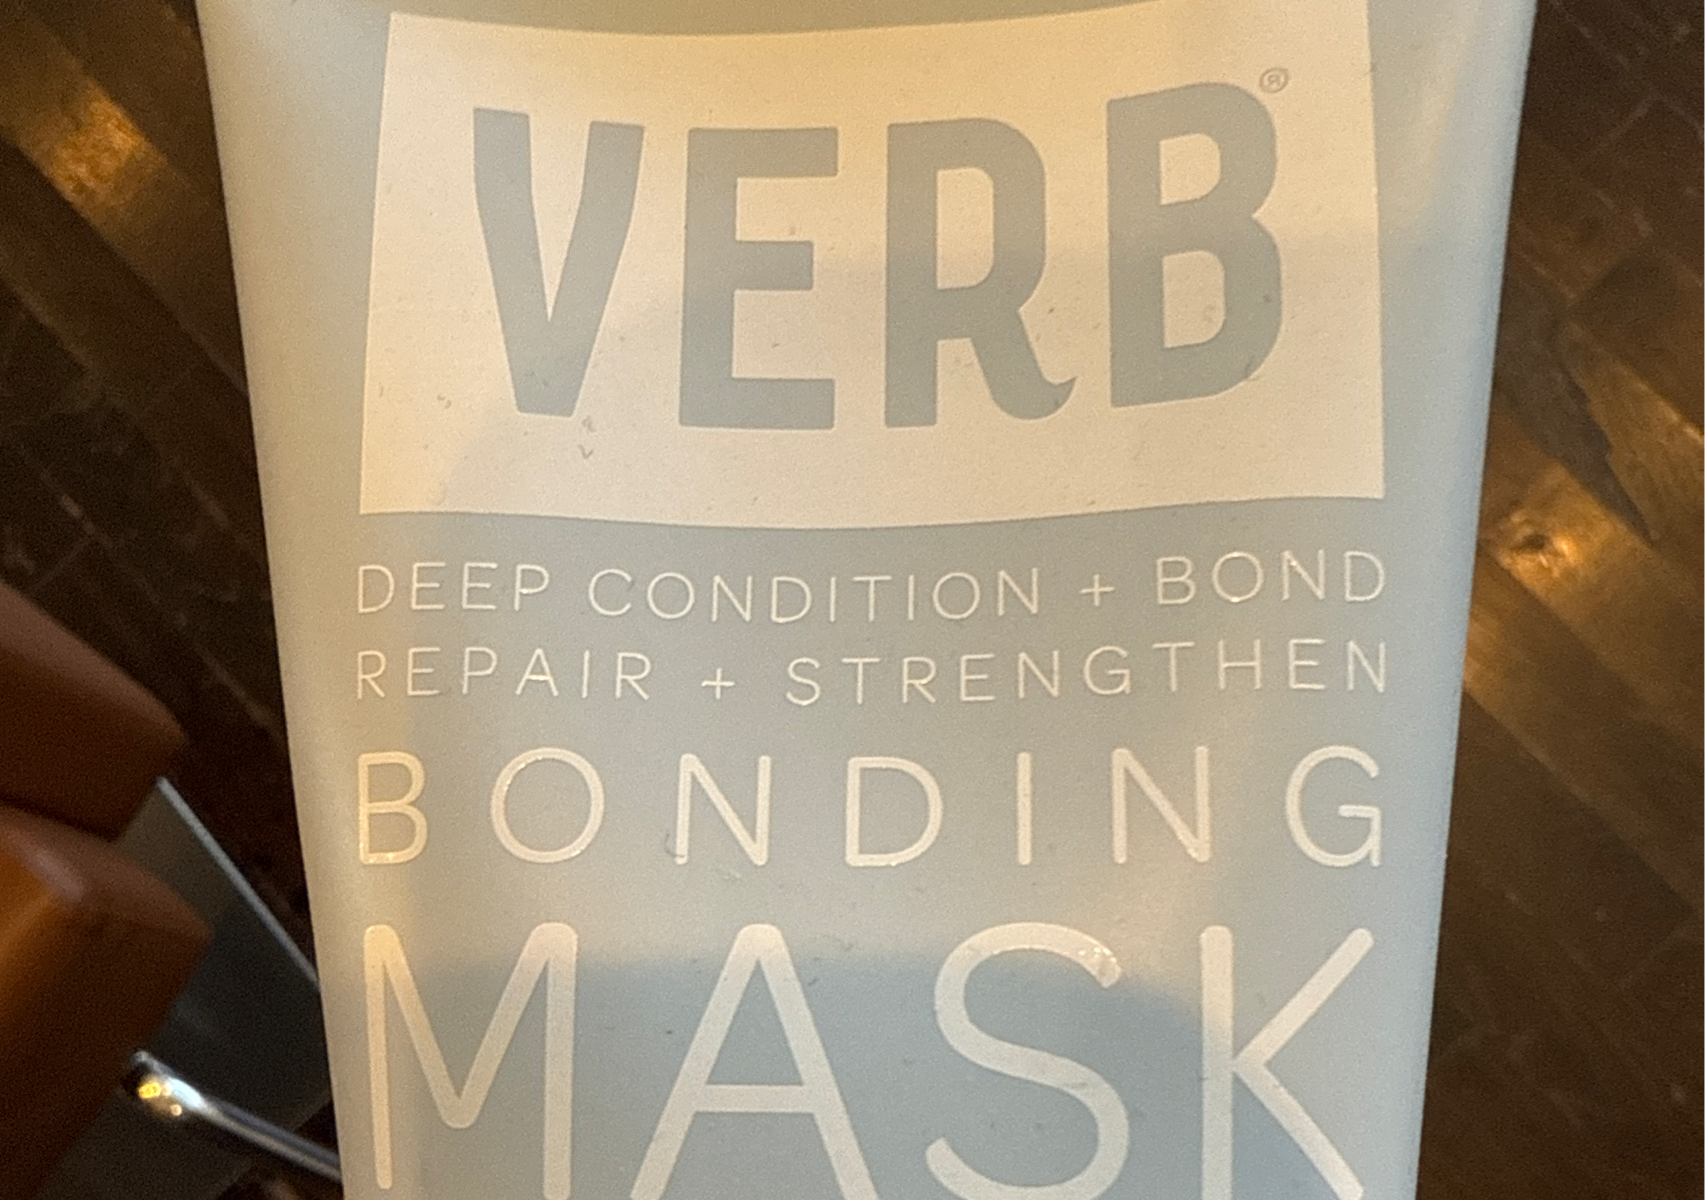 VERB®
DEEP CONDITION + BOND
REPAIR + STRENGTHEN
BONDING
MASK